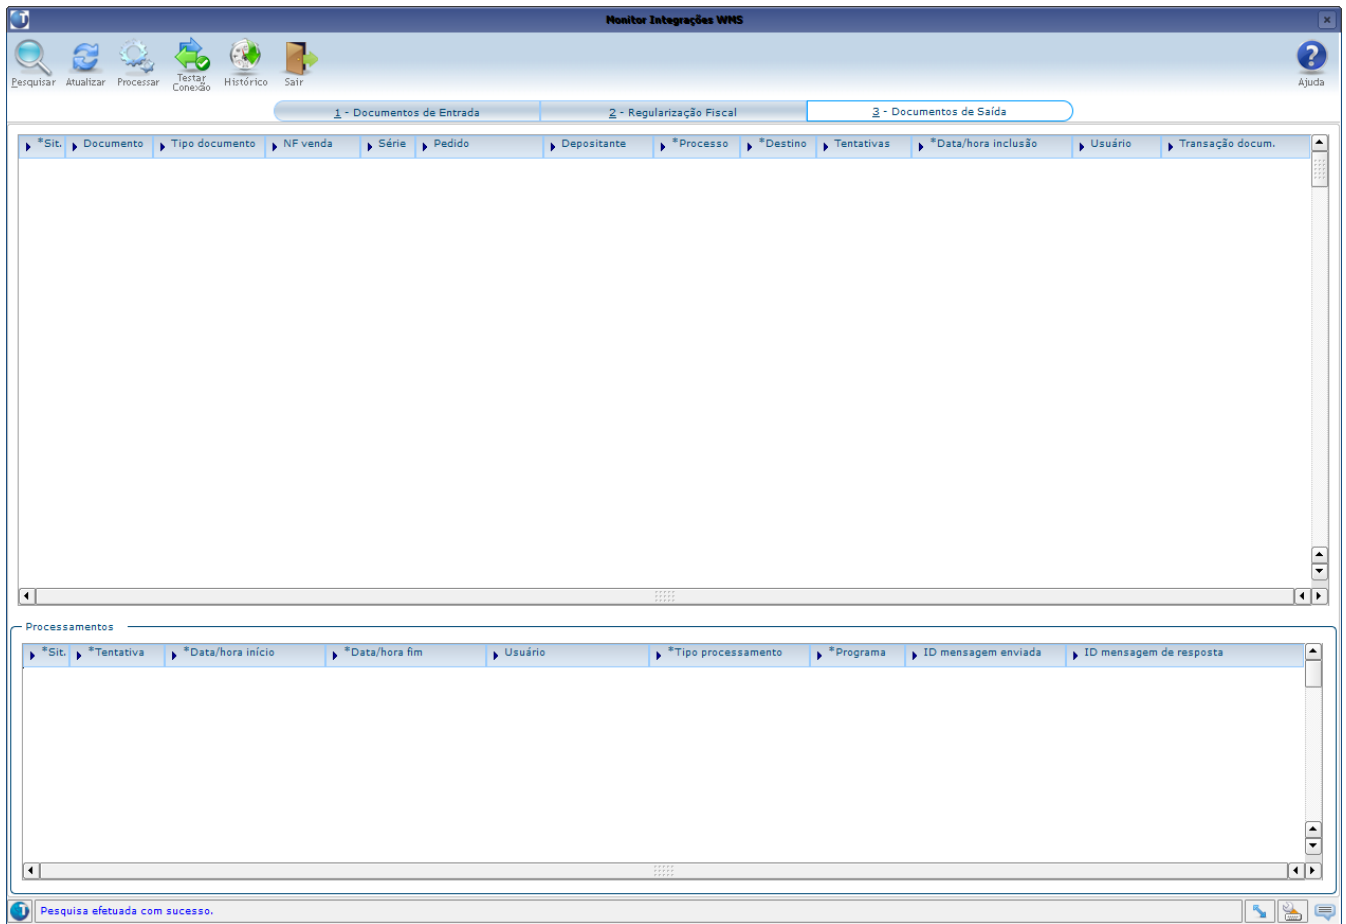 Monitor Integrações WMS
Pesquisar
Atualizar
Processar
Testar
Conexão
Histórico
Sair
Ajuda
1 - Documentos de Entrada
2 - Regularização Fiscal
3 - Documentos de Saída
*Sit. Documento Tipo documento NF venda Série Pedido Depositante *Processo *Destino Tentativas *Data/hora inclusão Usuário Transação docum.
Processamentos
*Sit. *Tentativa *Data/hora início *Data/hora fim Usuário *Tipo processamento *Programa ID mensagem enviada ID mensagem de resposta
Pesquisa efetuada com sucesso.